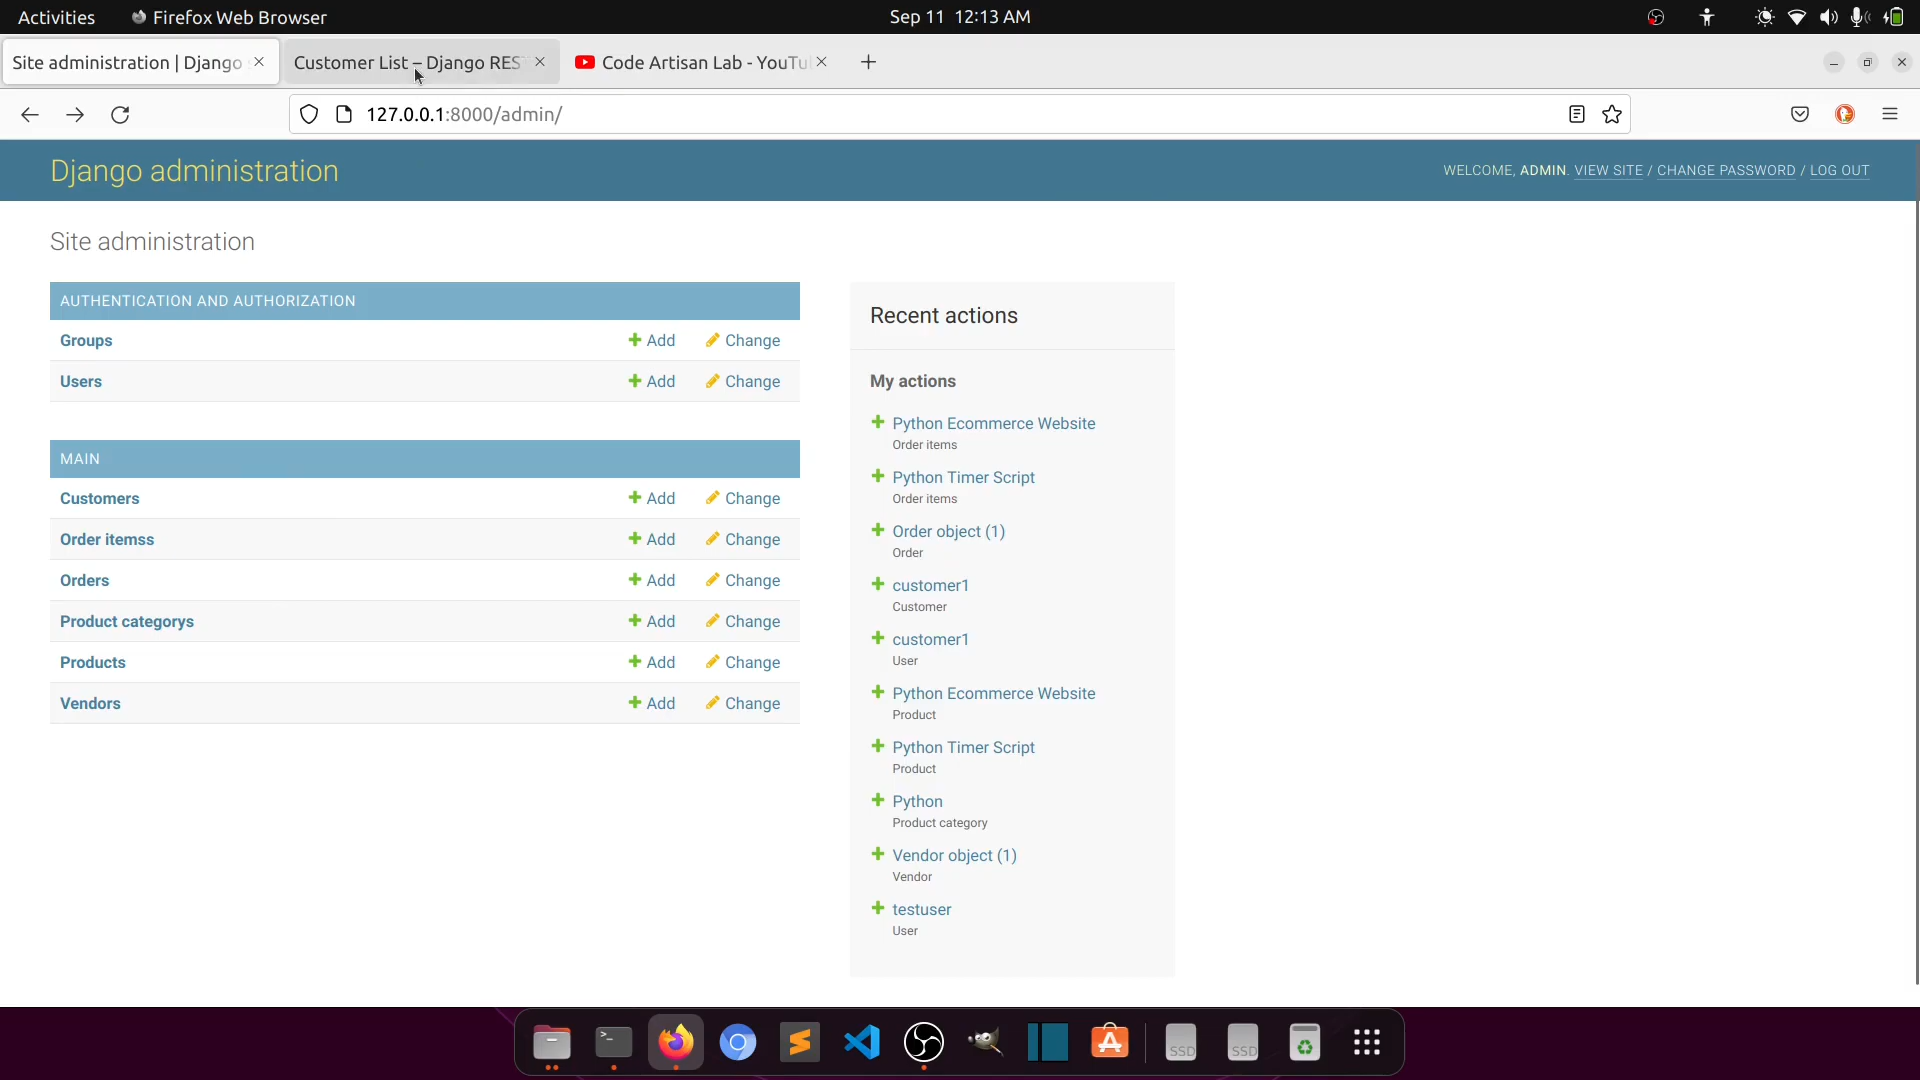 Activities Firefox Web Browser Sep 11 12:13 AM
Site administration | Django Customer List – Django RES Code Artisan Lab - YouTu
127.0.0.1:8000/admin/
Django administration WELCOME, ADMIN. VIEW SITE / CHANGE PASSWORD / LOG OUT
Site administration
AUTHENTICATION AND AUTHORIZATION
Groups Add Change
Users Add Change
MAIN
Customers Add Change
Order itemss Add Change
Orders Add Change
Product categorys Add Change
Products Add Change
Vendors Add Change
Recent actions
My actions
Python Ecommerce Website
Order items
Python Timer Script
Order items
Order object (1)
Order
customer1
Customer
customer1
User
Python Ecommerce Website
Product
Python Timer Script
Product
Python
Product category
Vendor object (1)
Vendor
testuser
User
SSD SSD